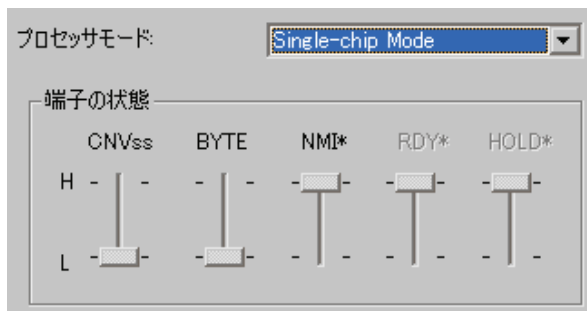 プロセッサモード: Single-chip Mode
端子の状態
CNVss BYTE NMI* RDY* HOLD*
H
L